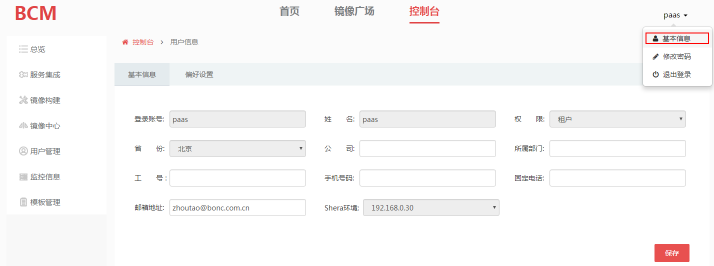 BCM 首页 镜像广场 控制台 paas
基本信息
修改密码
退出登录
控制台 › 用户信息
总览
服务集成
镜像构建
镜像中心
用户管理
监控信息
模板管理
基本信息 偏好设置
登录账号: paas 姓 名: paas 权 限: 租户
省 份: 北京 公 司: 所属部门:
工 号: 手机号码: 固定电话:
邮箱地址: zhoutao@bonc.com.cn Shera环境: 192.168.0.30
保存